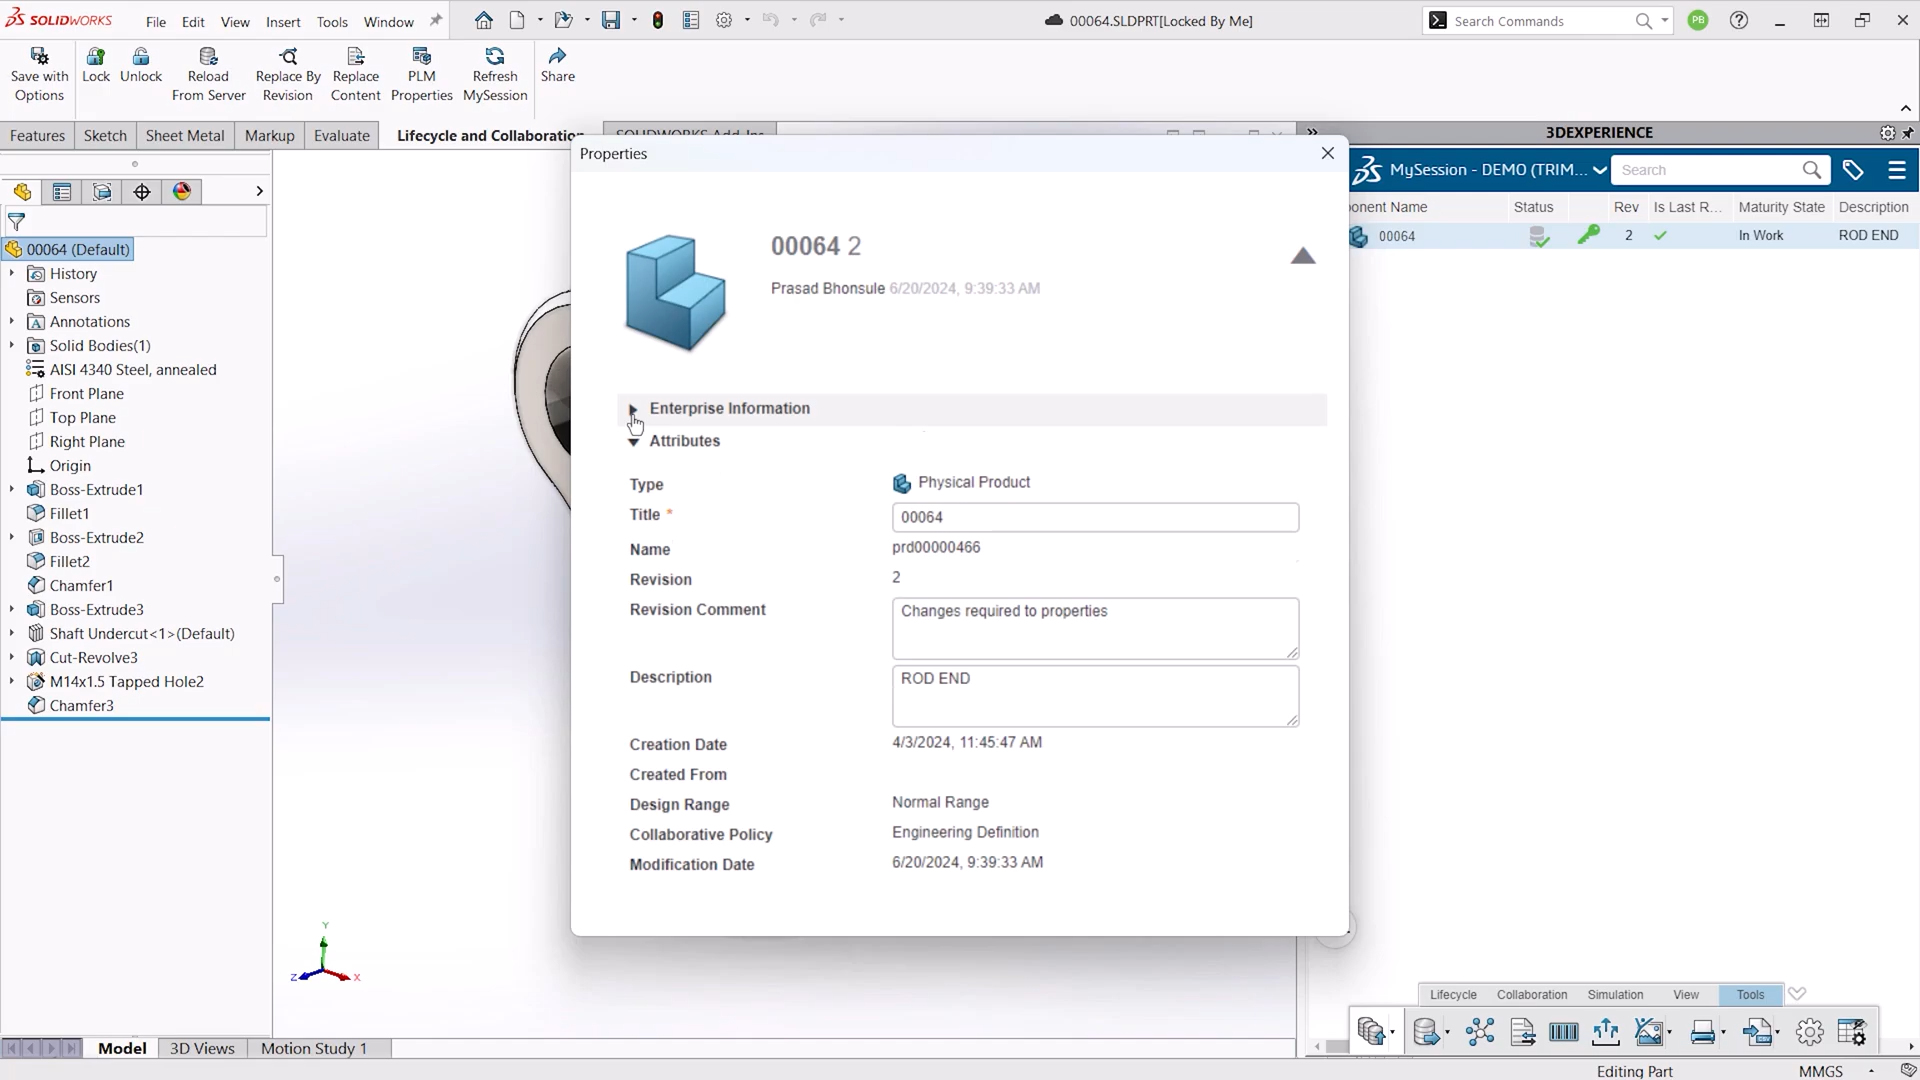 SOLIDWORKS File Edit View Insert Tools Window 00064.SLDPRT[Locked By Me] Search Commands PB
Save with Options
Lock
Unlock
Reload From Server
Replace By Revision
Replace Content
PLM Properties
Refresh MySession
Share
Features Sketch Sheet Metal Markup Evaluate Lifecycle and Collaboration SOLIDWORKS Add-Ins
3DEXPERIENCE
MySession - DEMO (TRIM... Search
onent Name Status Rev Is Last R... Maturity State Description
00064 2 In Work ROD END
00064 (Default)
History
Sensors
Annotations
Solid Bodies(1)
AISI 4340 Steel, annealed
Front Plane
Top Plane
Right Plane
Origin
Boss-Extrude1
Fillet1
Boss-Extrude2
Fillet2
Chamfer1
Boss-Extrude3
Shaft Undercut<1>(Default)
Cut-Revolve3
M14x1.5 Tapped Hole2
Chamfer3
Properties
00064 2
Prasad Bhonsule 6/20/2024, 9:39:33 AM
Enterprise Information
Attributes
Type Physical Product
Title * 00064
Name prd00000466
Revision 2
Revision Comment Changes required to properties
Description ROD END
Creation Date 4/3/2024, 11:45:47 AM
Created From
Design Range Normal Range
Collaborative Policy Engineering Definition
Modification Date 6/20/2024, 9:39:33 AM
Y
Z X
Lifecycle Collaboration Simulation View Tools
Model 3D Views Motion Study 1
Editing Part MMGS